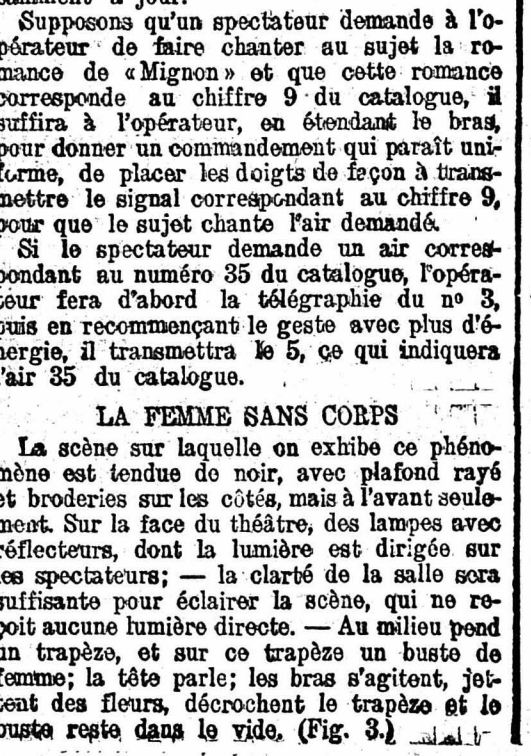 samment à jour.
Supposons qu'un spectateur demande à l'o-
pérateur de faire chanter au sujet la ro-
mance de « Mignon » et que cette romance
corresponde au chiffre 9 du catalogue, il
suffira à l'opérateur, en étendant le bras,
pour donner un commandement qui paraît uni-
forme, de placer les doigts de façon à trans-
mettre le signal correspondant au chiffre 9,
pour que le sujet chante l'air demandé.
Si le spectateur demande un air corres-
pondant au numéro 35 du catalogue, l'opéra-
teur fera d'abord la télégraphie du nº 3,
puis en recommençant le geste avec plus d'é-
nergie, il transmettra le 5, ce qui indiquera
l'air 35 du catalogue.
LA FEMME SANS CORPS
La scène sur laquelle on exhibe ce phéno-
mène est tendue de noir, avec plafond rayé
et broderies sur les côtés, mais à l'avant seule-
ment. Sur la face du théâtre, des lampes avec
réflecteurs, dont la lumière est dirigée sur
les spectateurs; — la clarté de la salle sera
suffisante pour éclairer la scène, qui ne re-
çoit aucune lumière directe. — Au milieu pend
un trapèze, et sur ce trapèze un buste de
femme; la tête parle; les bras s'agitent, jet-
tent des fleurs, décrochent le trapèze et le
buste reste dans le vide. (Fig. 3.)